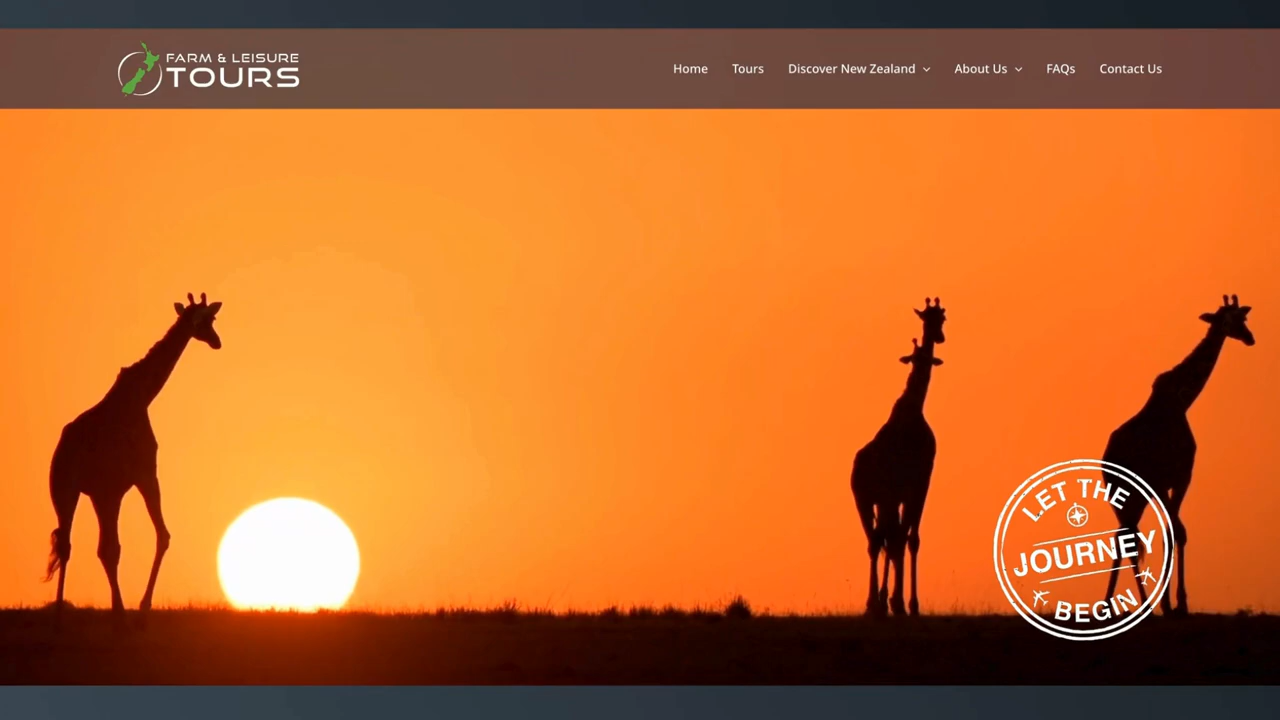 FARM & LEISURE
TOURS
Home
Tours
Discover New Zealand
About Us
FAQs
Contact Us
LET THE
JOURNEY
BEGIN